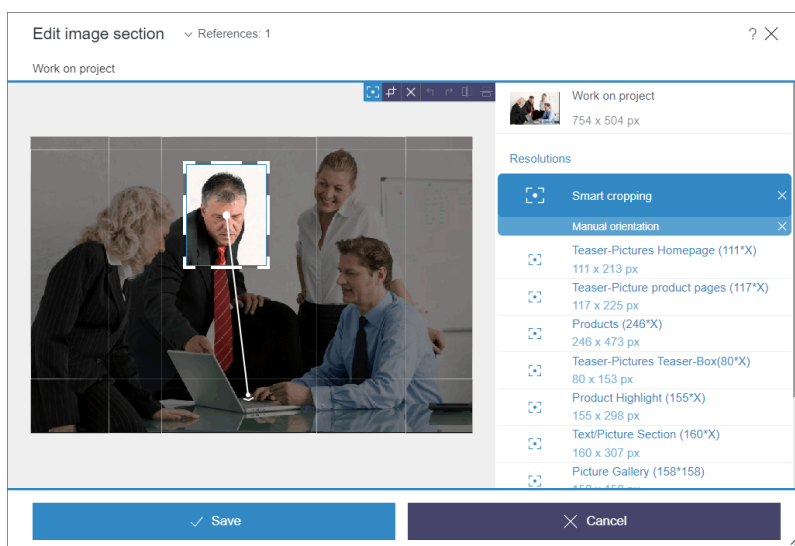 Edit image section
References: 1
?
Work on project
Work on project
754 x 504 px
Resolutions
Smart cropping
Manual orientation
Teaser-Pictures Homepage (111*X)
111 x 213 px
Teaser-Picture product pages (117*X)
117 x 225 px
Products (246*X)
246 x 473 px
Teaser-Pictures Teaser-Box(80*X)
80 x 153 px
Product Highlight (155*X)
155 x 298 px
Text/Picture Section (160*X)
160 x 307 px
Picture Gallery (158*158)
158 x 158 px
Save
Cancel